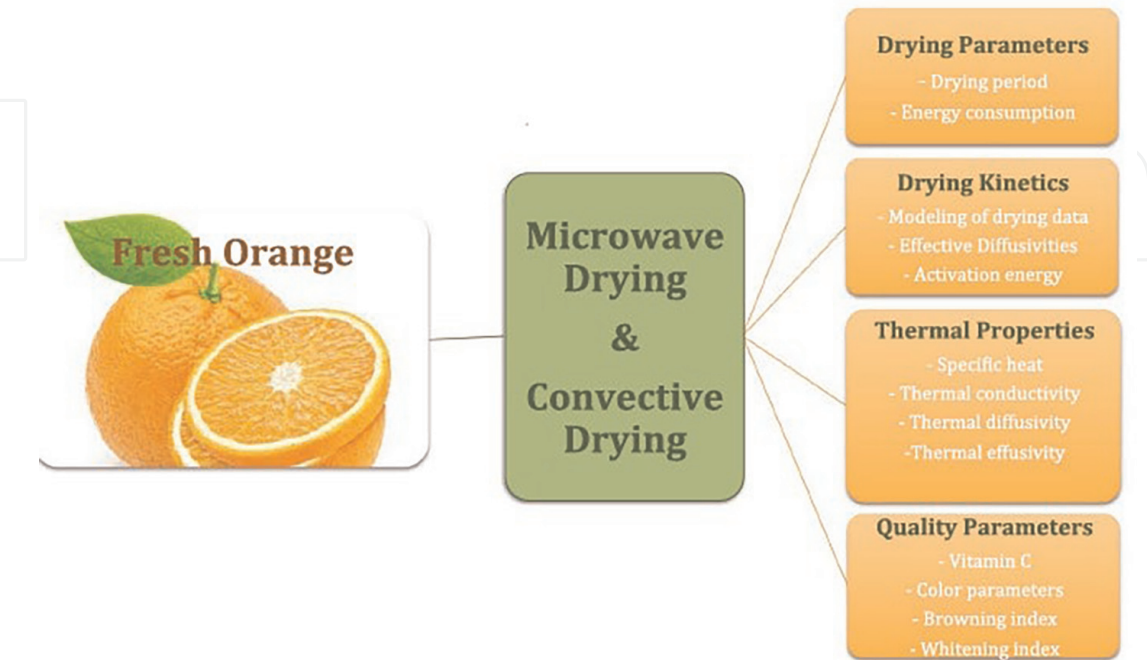 Fresh Orange
Microwave
Drying
&
Convective
Drying
Drying Parameters
- Drying period
- Energy consumption
Drying Kinetics
- Modeling of drying data
- Effective Diffusivities
- Activation energy
Thermal Properties
- Specific heat
- Thermal conductivity
- Thermal diffusivity
-Thermal effusivity
Quality Parameters
- Vitamin C
- Color parameters
- Browning index
- Whitening index